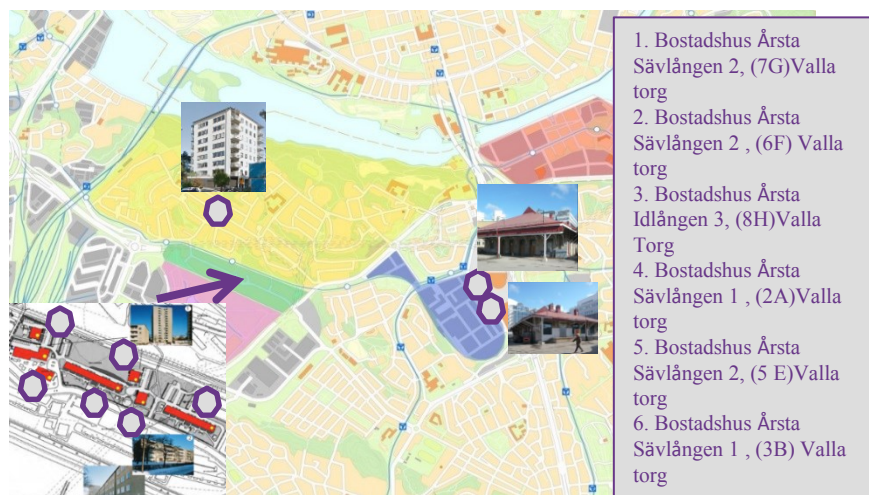 1. Bostadshus Årsta
Sävlången 2, (7G)Valla
torg
2. Bostadshus Årsta
Sävlången 2 , (6F) Valla
torg
3. Bostadshus Årsta
Idlången 3, (8H)Valla
Torg
4. Bostadshus Årsta
Sävlången 1 , (2A)Valla
torg
5. Bostadshus Årsta
Sävlången 2, (5 E)Valla
torg
6. Bostadshus Årsta
Sävlången 1 , (3B) Valla
torg